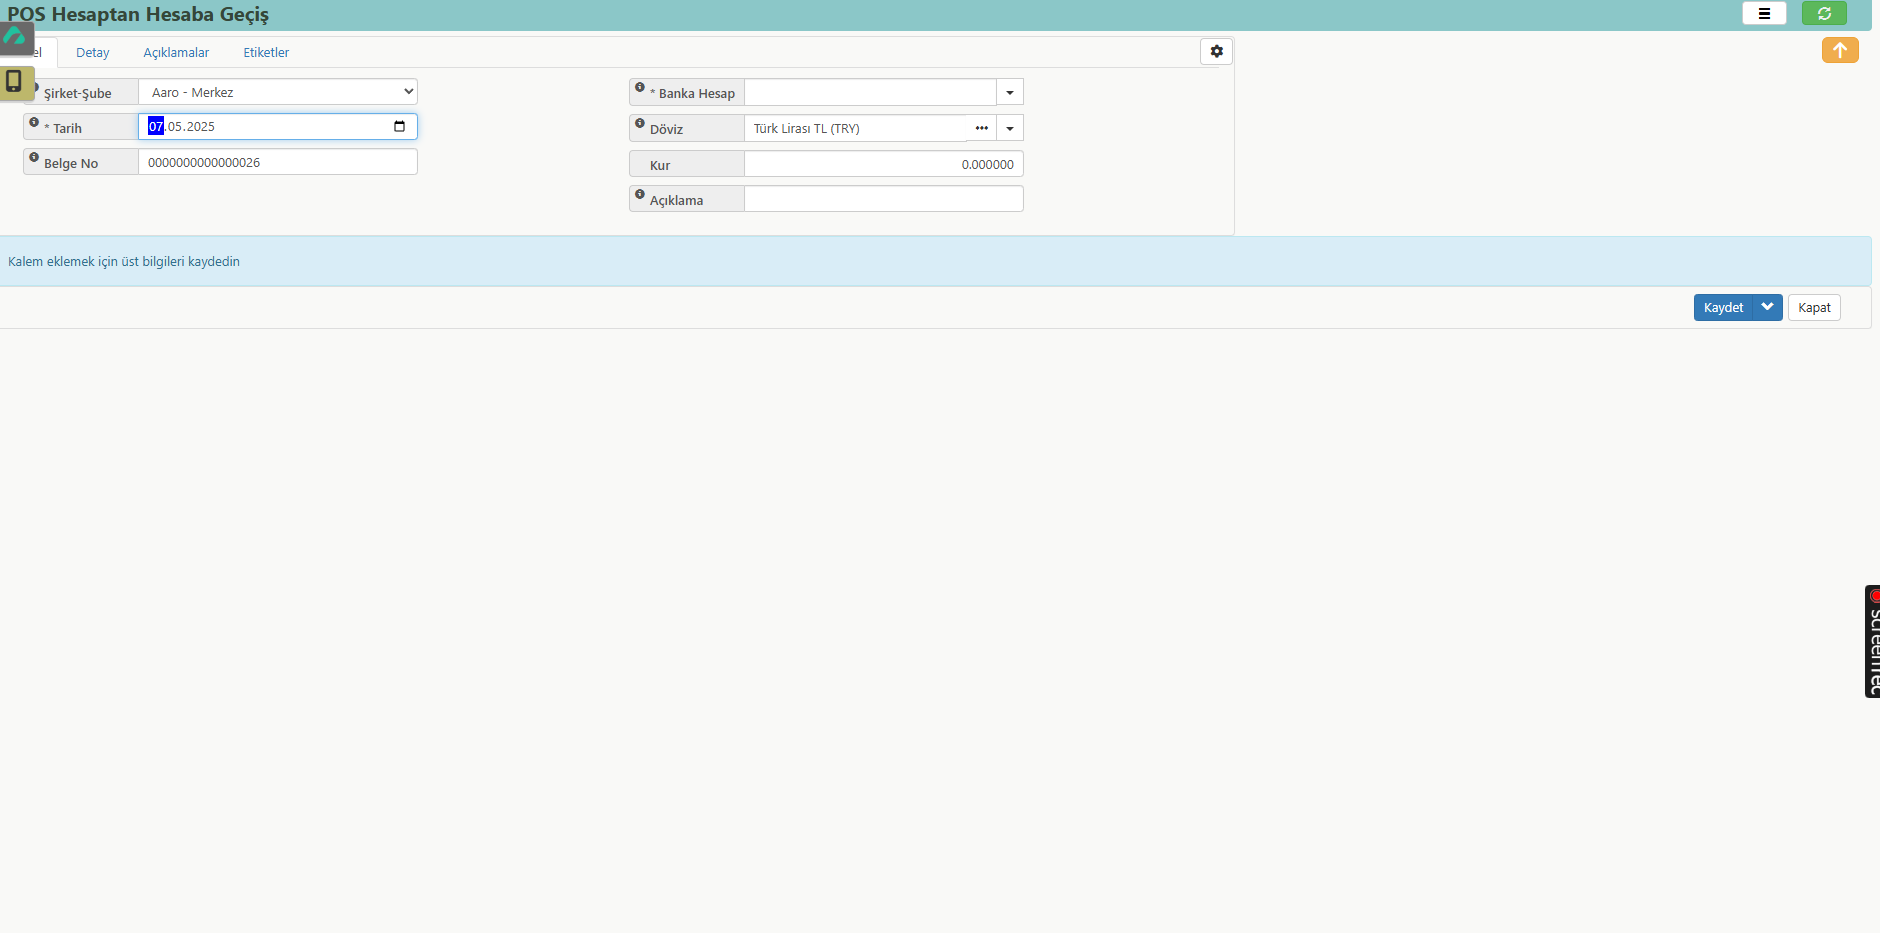 POS Hesaptan Hesaba Geçiş
el
Detay
Açıklamalar
Etiketler
Şirket-Şube
Aaro - Merkez
* Tarih
07.05.2025
Belge No
0000000000000026
* Banka Hesap
Döviz
Türk Lirası TL (TRY)
Kur
0.000000
Açıklama
Kalem eklemek için üst bilgileri kaydedin
Kaydet
Kapat